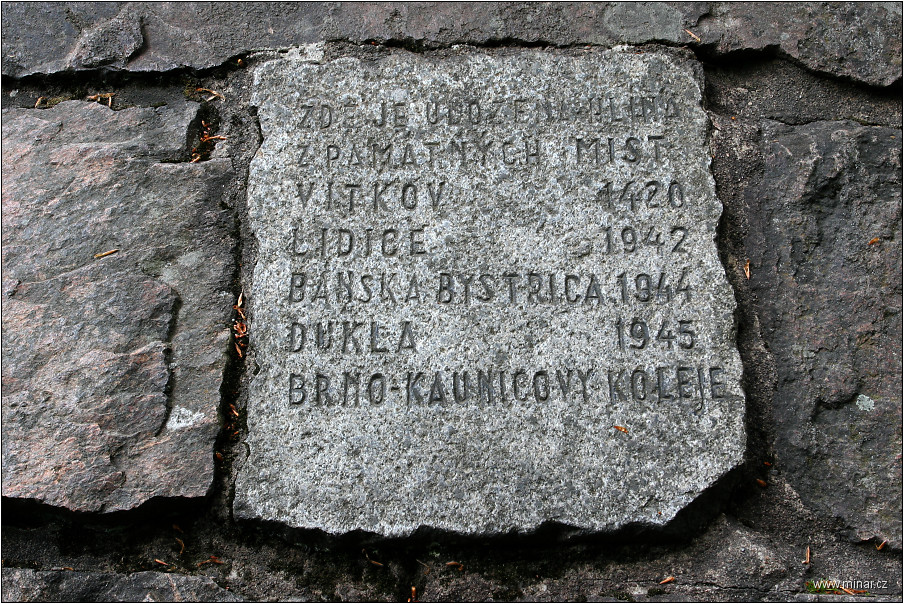 ZDE JE ULOŽENA HLÍNA
Z PAMÁTNÝCH MÍST
VÍTKOV 1420
LIDICE 1942
BÁŇSKÁ BYSTRICA 1944
DUKLA 1945
BRNO-KAUNICOVY KOLEJE
www.minar.cz